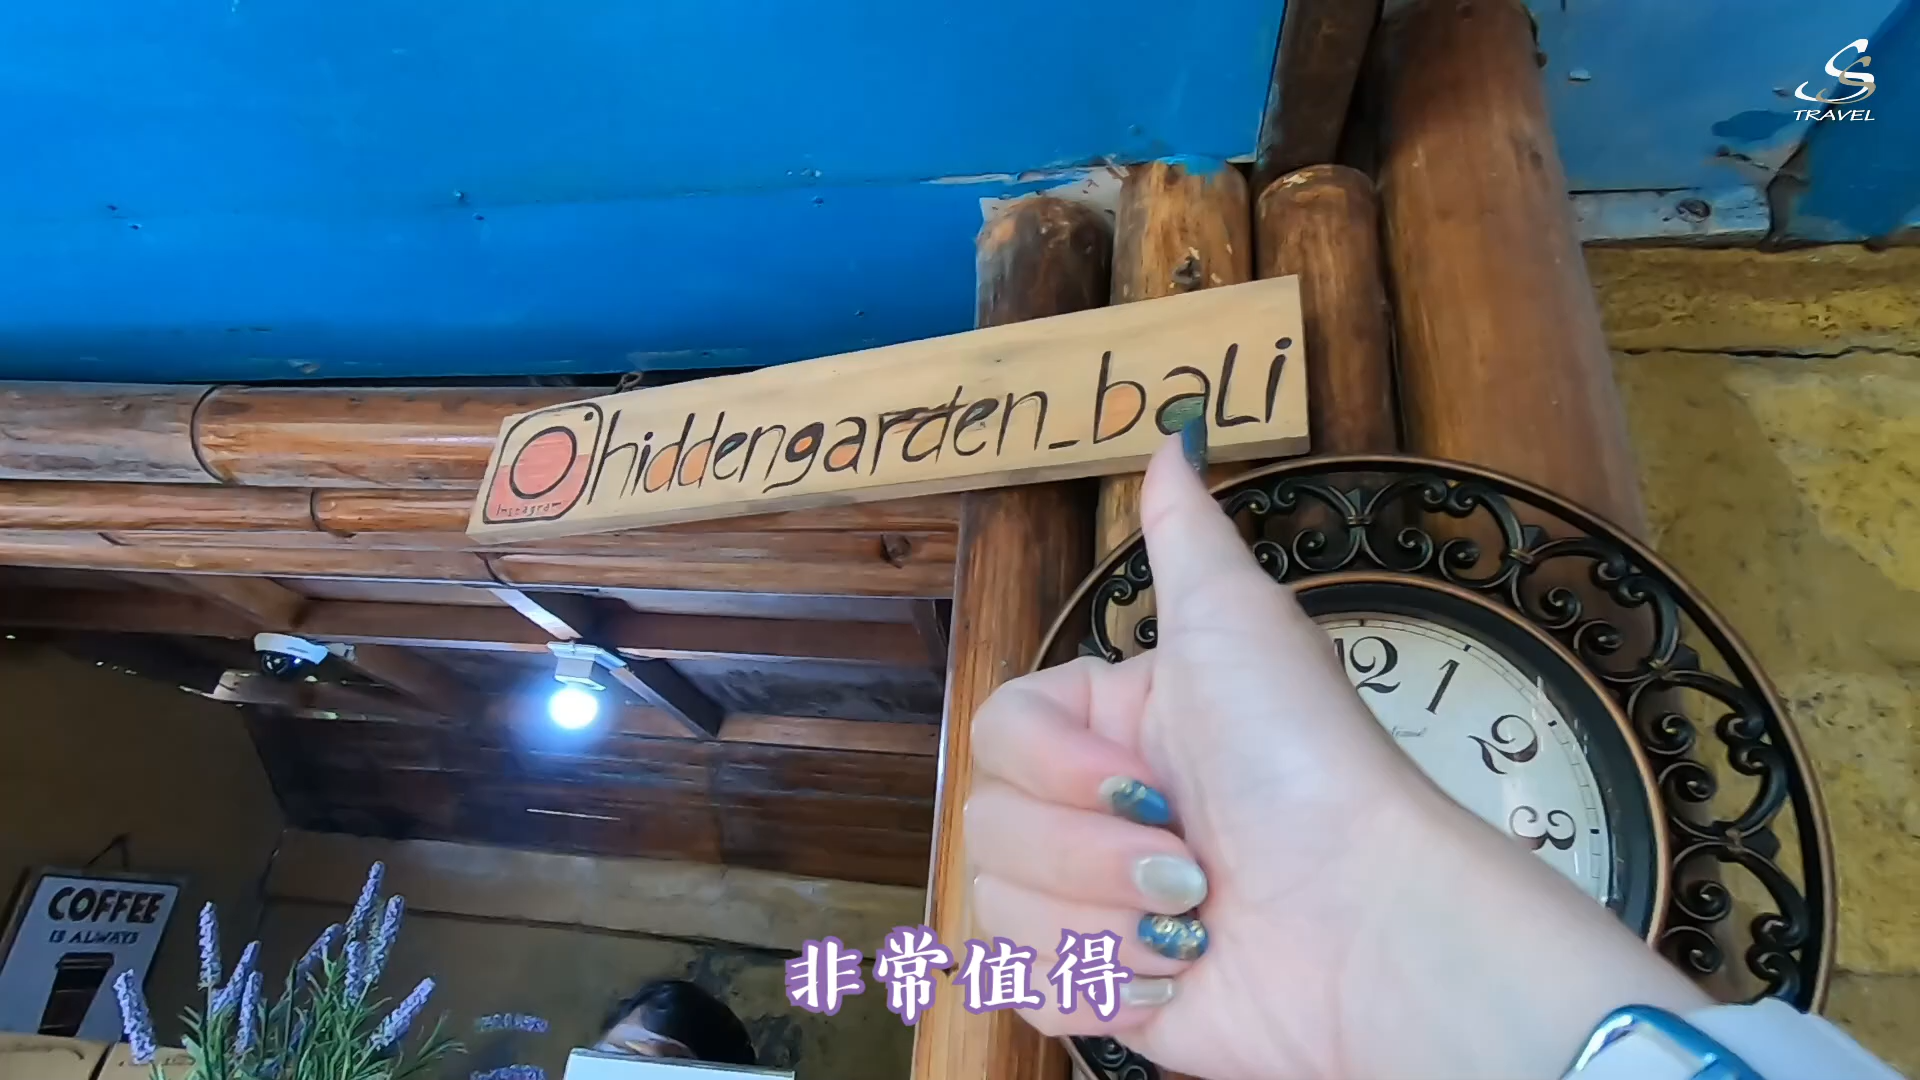 TRAVEL
Instagram
hiddengarden_bali
12
1
2
3
COFFEE
IS ALWAYS
非常值得